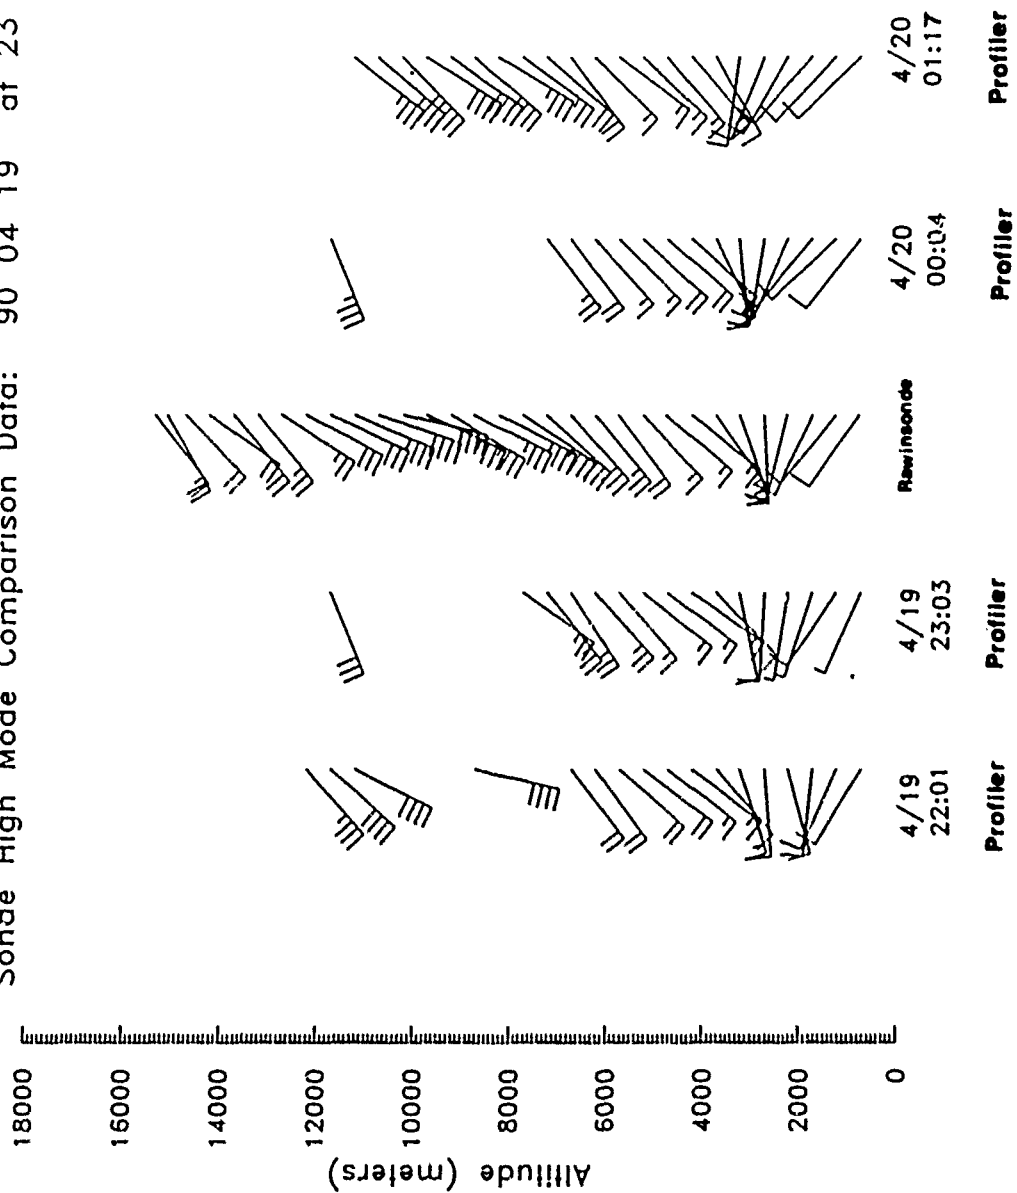 Sonde High Mode Comparison Data: 90 04 19 at 23
Altitude (meters)
18000
16000
14000
12000
10000
8000
6000
4000
2000
0
4/19
22:01
Profiler
4/19
23:03
Profiler
Rawinsonde
4/20
00:04
Profiler
4/20
01:17
Profiler